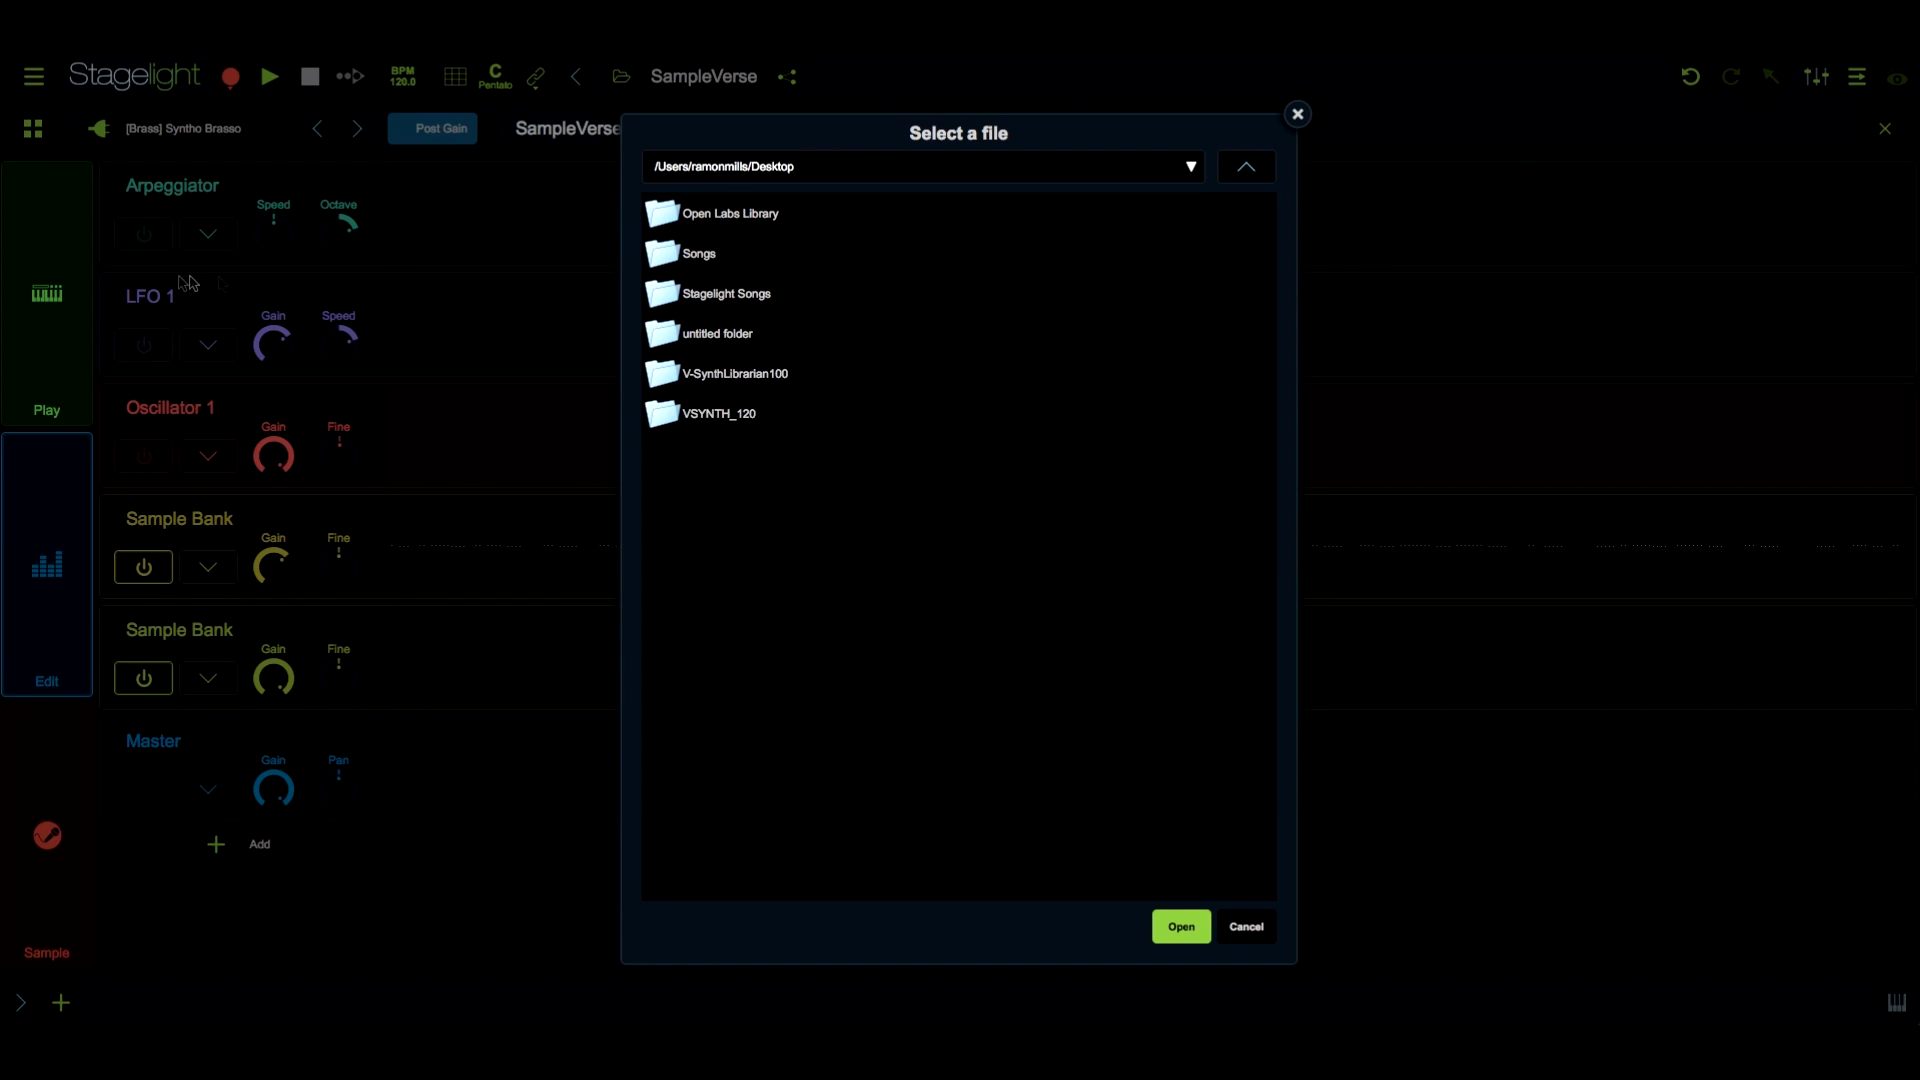 Stagelight
BPM
120.0
C
Pentato
SampleVerse
[Brass] Syntho Brasso
Post Gain
SampleVerse
Select a file
/Users/ramonmills/Desktop
Open Labs Library
Songs
Stagelight Songs
untitled folder
V-SynthLibrarian100
VSYNTH_120
Open
Cancel
Play
Edit
Sample
Arpeggiator
Speed
Octave
LFO 1
Gain
Speed
Oscillator 1
Gain
Fine
Sample Bank
Gain
Fine
Sample Bank
Gain
Fine
Master
Gain
Pan
Add